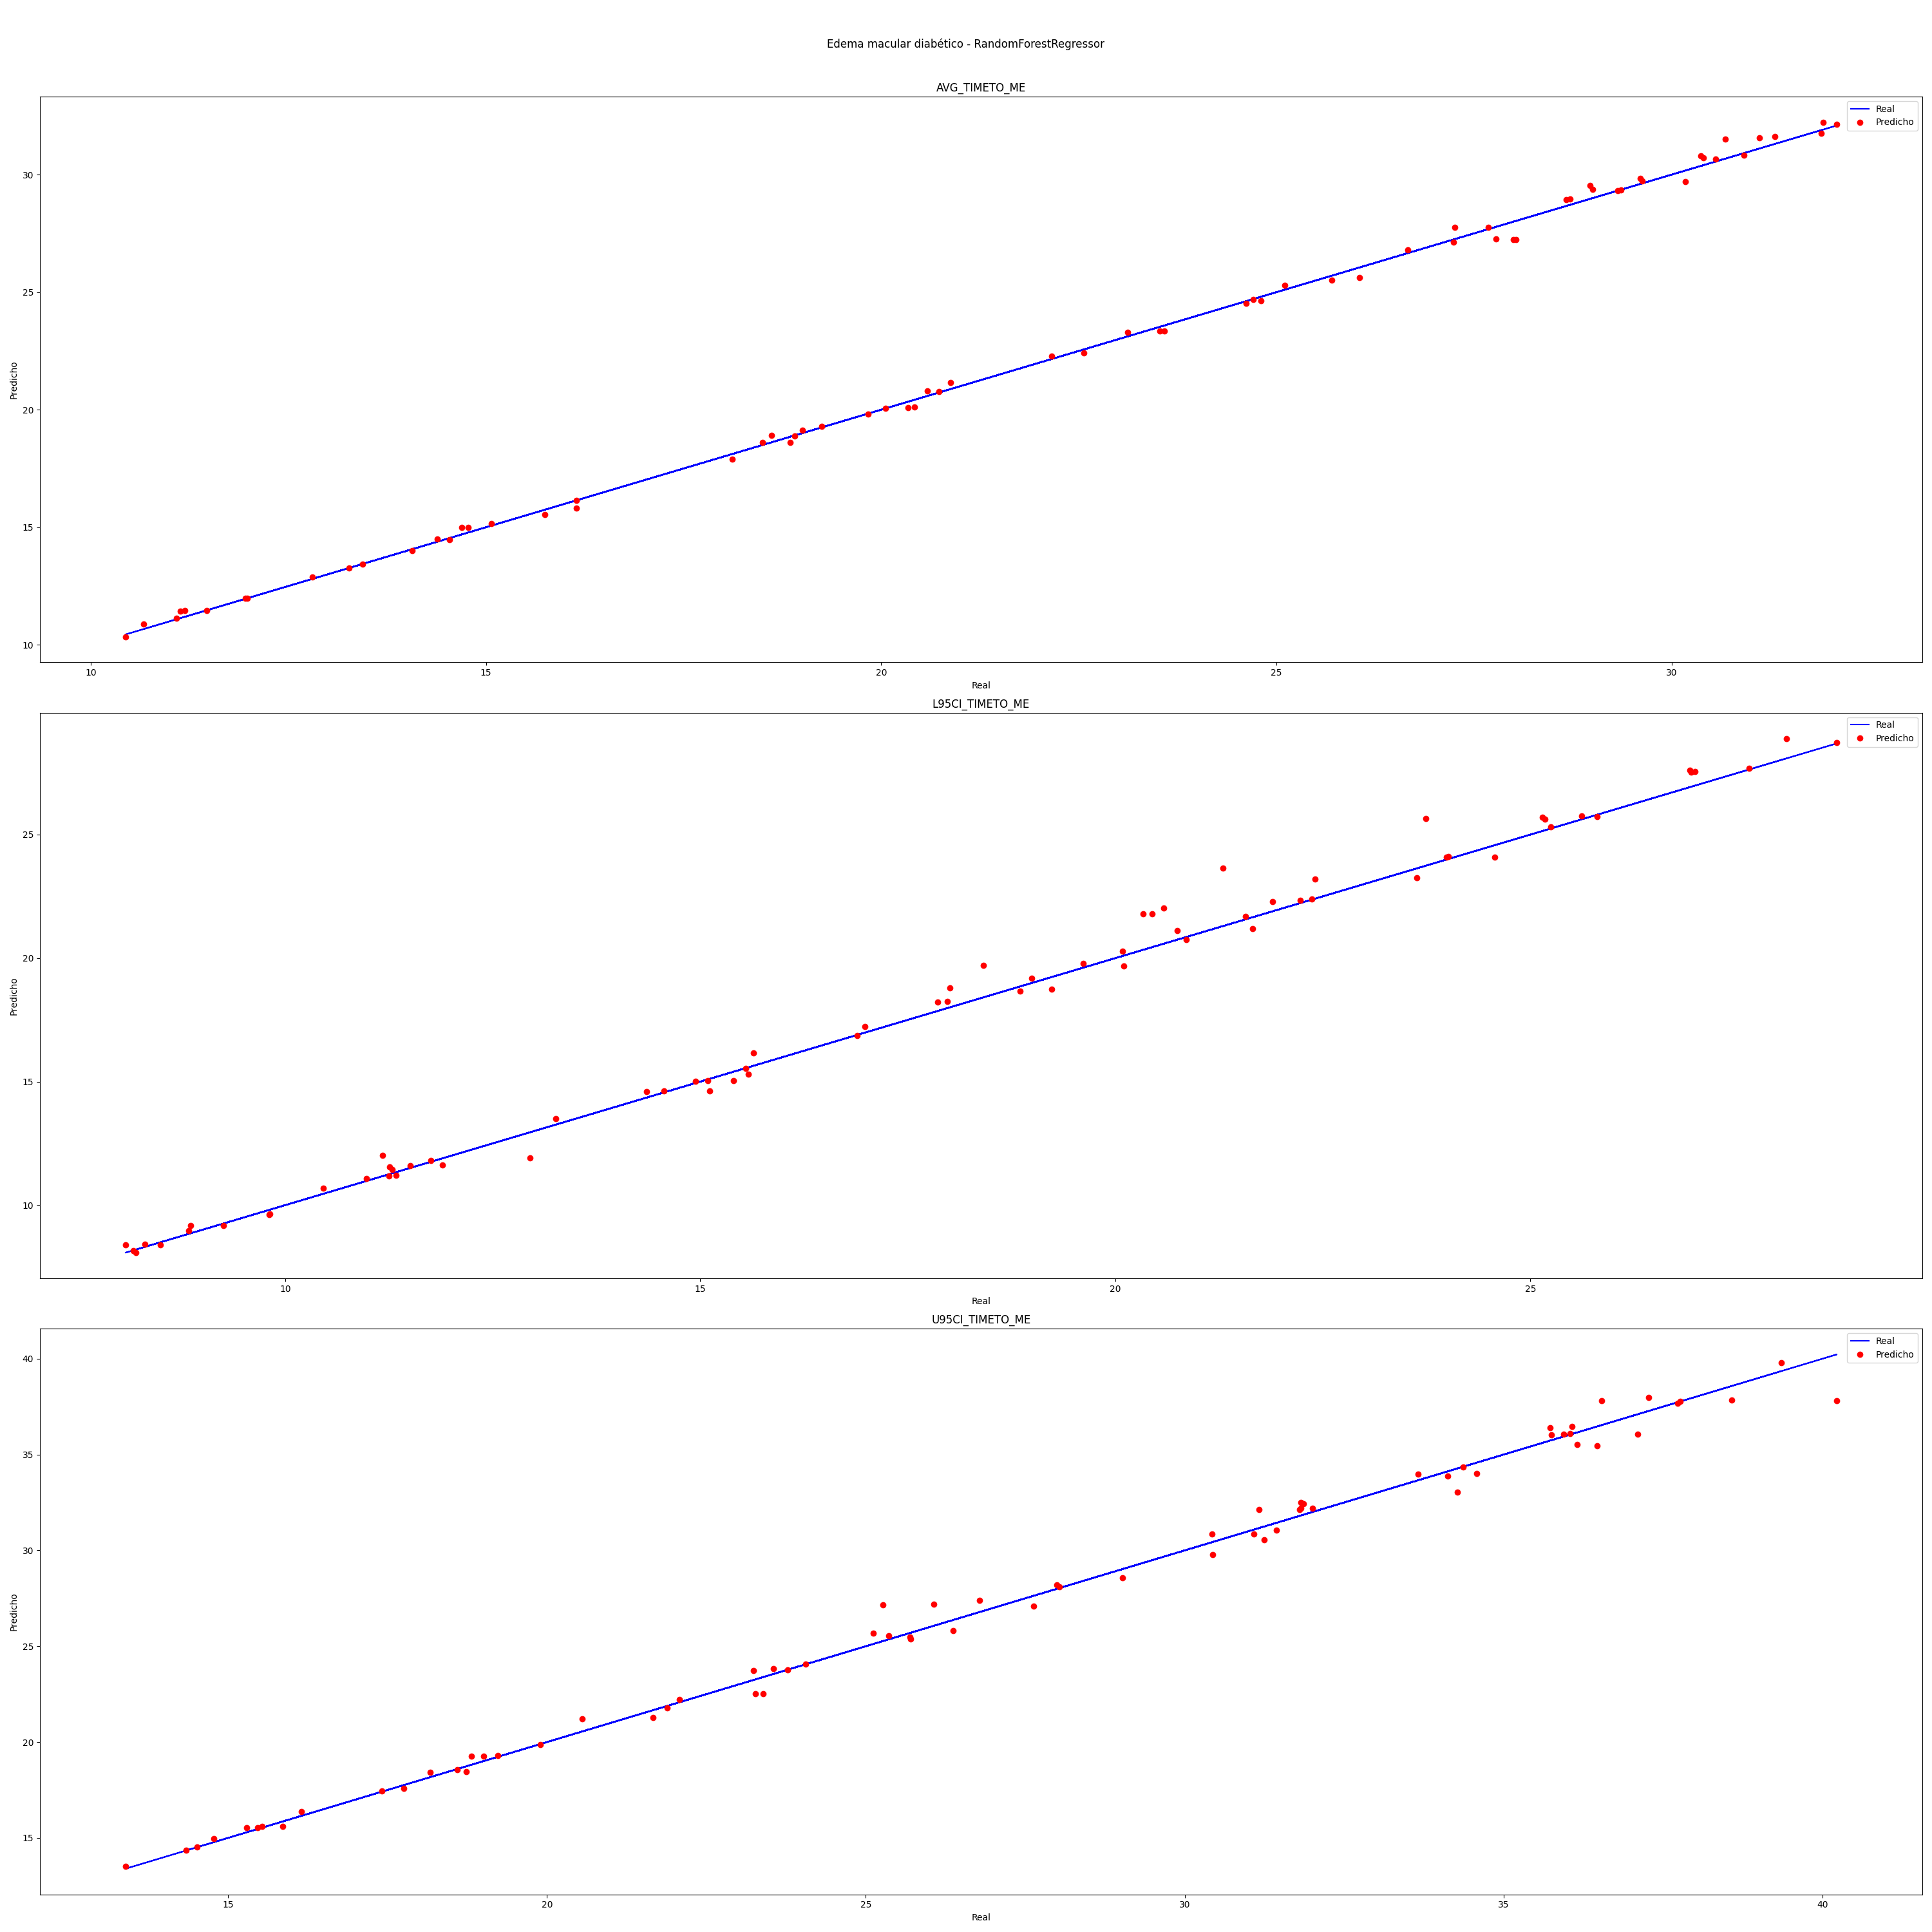 Edema macular diabético - RandomForestRegressor
AVG_TIMETO_ME
Real
Predicho
30
25
20
15
10
Predicho
10 15 20 25 30
Real
L95CI_TIMETO_ME
Real
Predicho
25
20
15
10
Predicho
10 15 20 25
Real
U95CI_TIMETO_ME
Real
Predicho
40
35
30
25
20
15
Predicho
15 20 25 30 35 40
Real